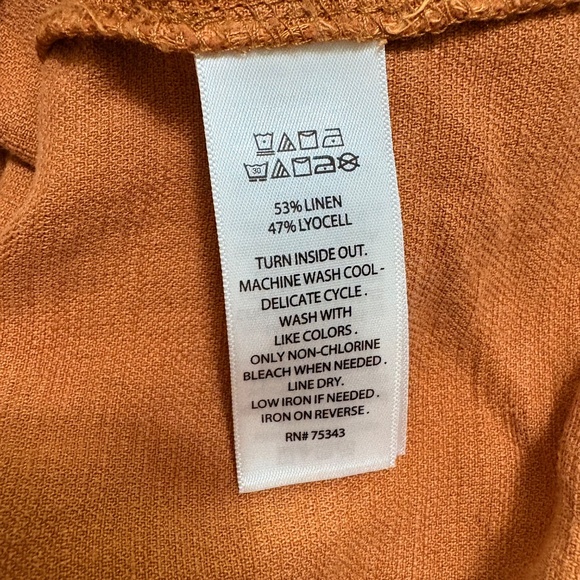 30
53% LINEN
47% LYOCELL
TURN INSIDE OUT.
MACHINE WASH COOL -
DELICATE CYCLE .
WASH WITH
LIKE COLORS .
ONLY NON-CHLORINE
BLEACH WHEN NEEDED .
LINE DRY.
LOW IRON IF NEEDED .
IRON ON REVERSE .
RN# 75343